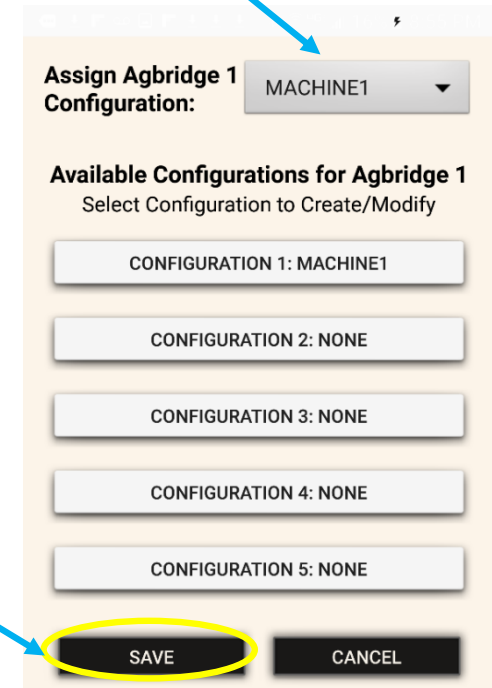 Assign Agbridge 1
Configuration:
MACHINE1
Available Configurations for Agbridge 1
Select Configuration to Create/Modify
CONFIGURATION 1: MACHINE1
CONFIGURATION 2: NONE
CONFIGURATION 3: NONE
CONFIGURATION 4: NONE
CONFIGURATION 5: NONE
SAVE
CANCEL